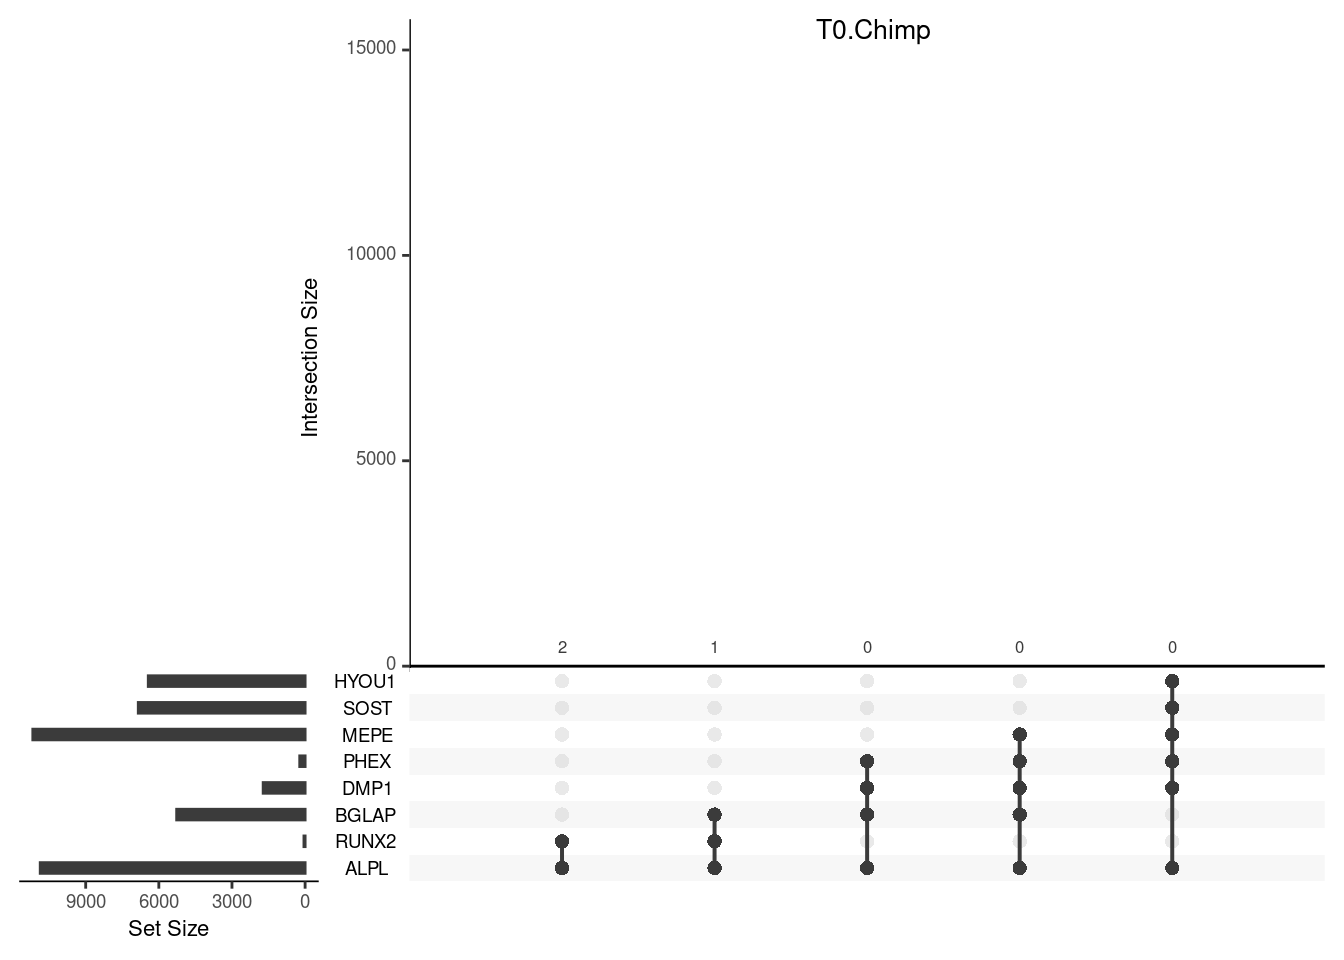 T0.Chimp
15000
10000
5000
0
Intersection Size
2 1 0 0 0
HYOU1
SOST
MEPE
PHEX
DMP1
BGLAP
RUNX2
ALPL
9000 6000 3000 0
Set Size